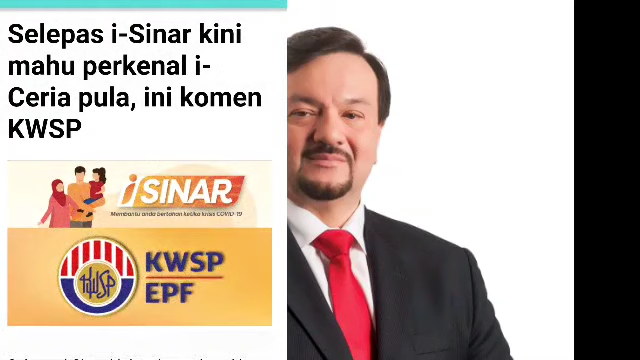 Selepas i-Sinar kini
mahu perkenal i-
Ceria pula, ini komen
KWSP
iSINAR
Membantu anda bertahan ketika krisis COVID-19
KWSP
KWSP
EPF